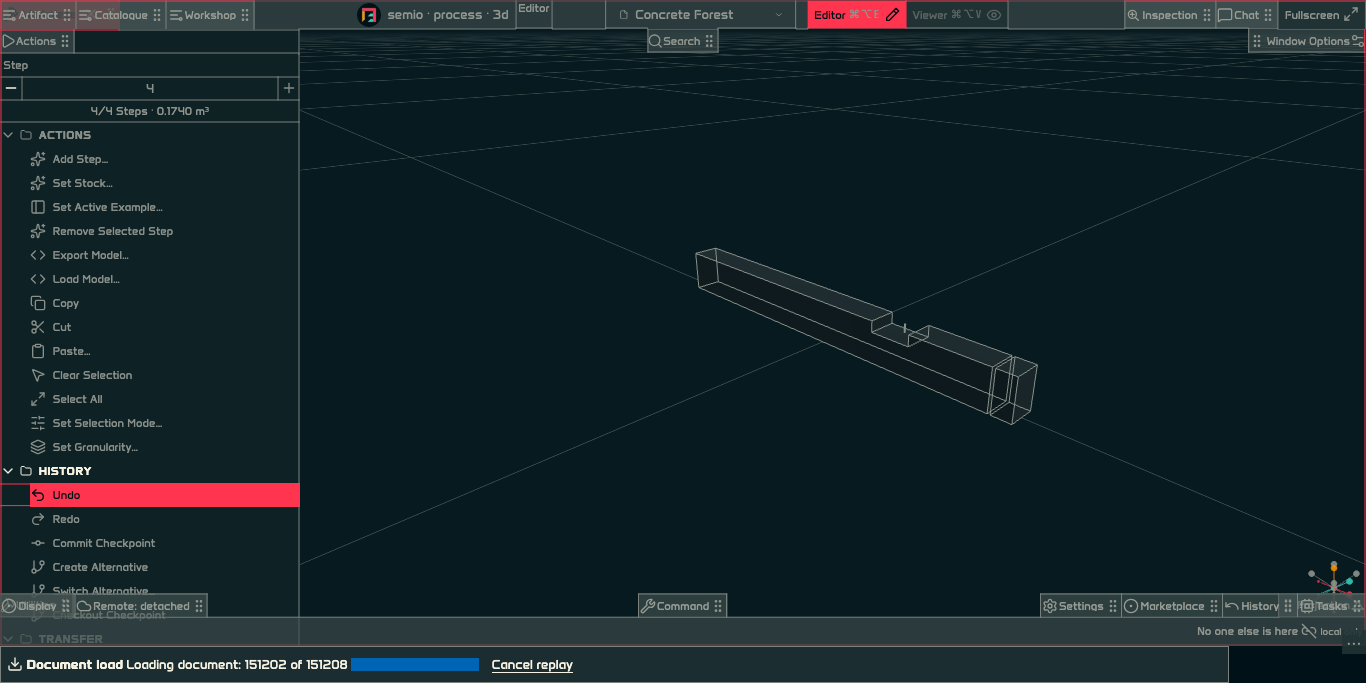 Artifact
Catalogue
Workshop
semio · process · 3d
Editor
Concrete Forest
Editor ⌘⌥E
Viewer ⌘⌥V
Inspection
Chat
Fullscreen
Actions
Search
Window Options
Step
4
4/4 Steps · 0.1740 m³
ACTIONS
Add Step…
Set Stock…
Set Active Example…
Remove Selected Step
Export Model…
Load Model…
Copy
Cut
Paste…
Clear Selection
Select All
Set Selection Mode…
Set Granularity…
HISTORY
Undo
Redo
Commit Checkpoint
Create Alternative
Switch Alternative…
Display
Remote: detached
Command
Settings
Marketplace
History
Tasks
Checkout Checkpoint
No one else is here
local
TRANSFER
Document load Loading document: 151202 of 151208
Cancel replay